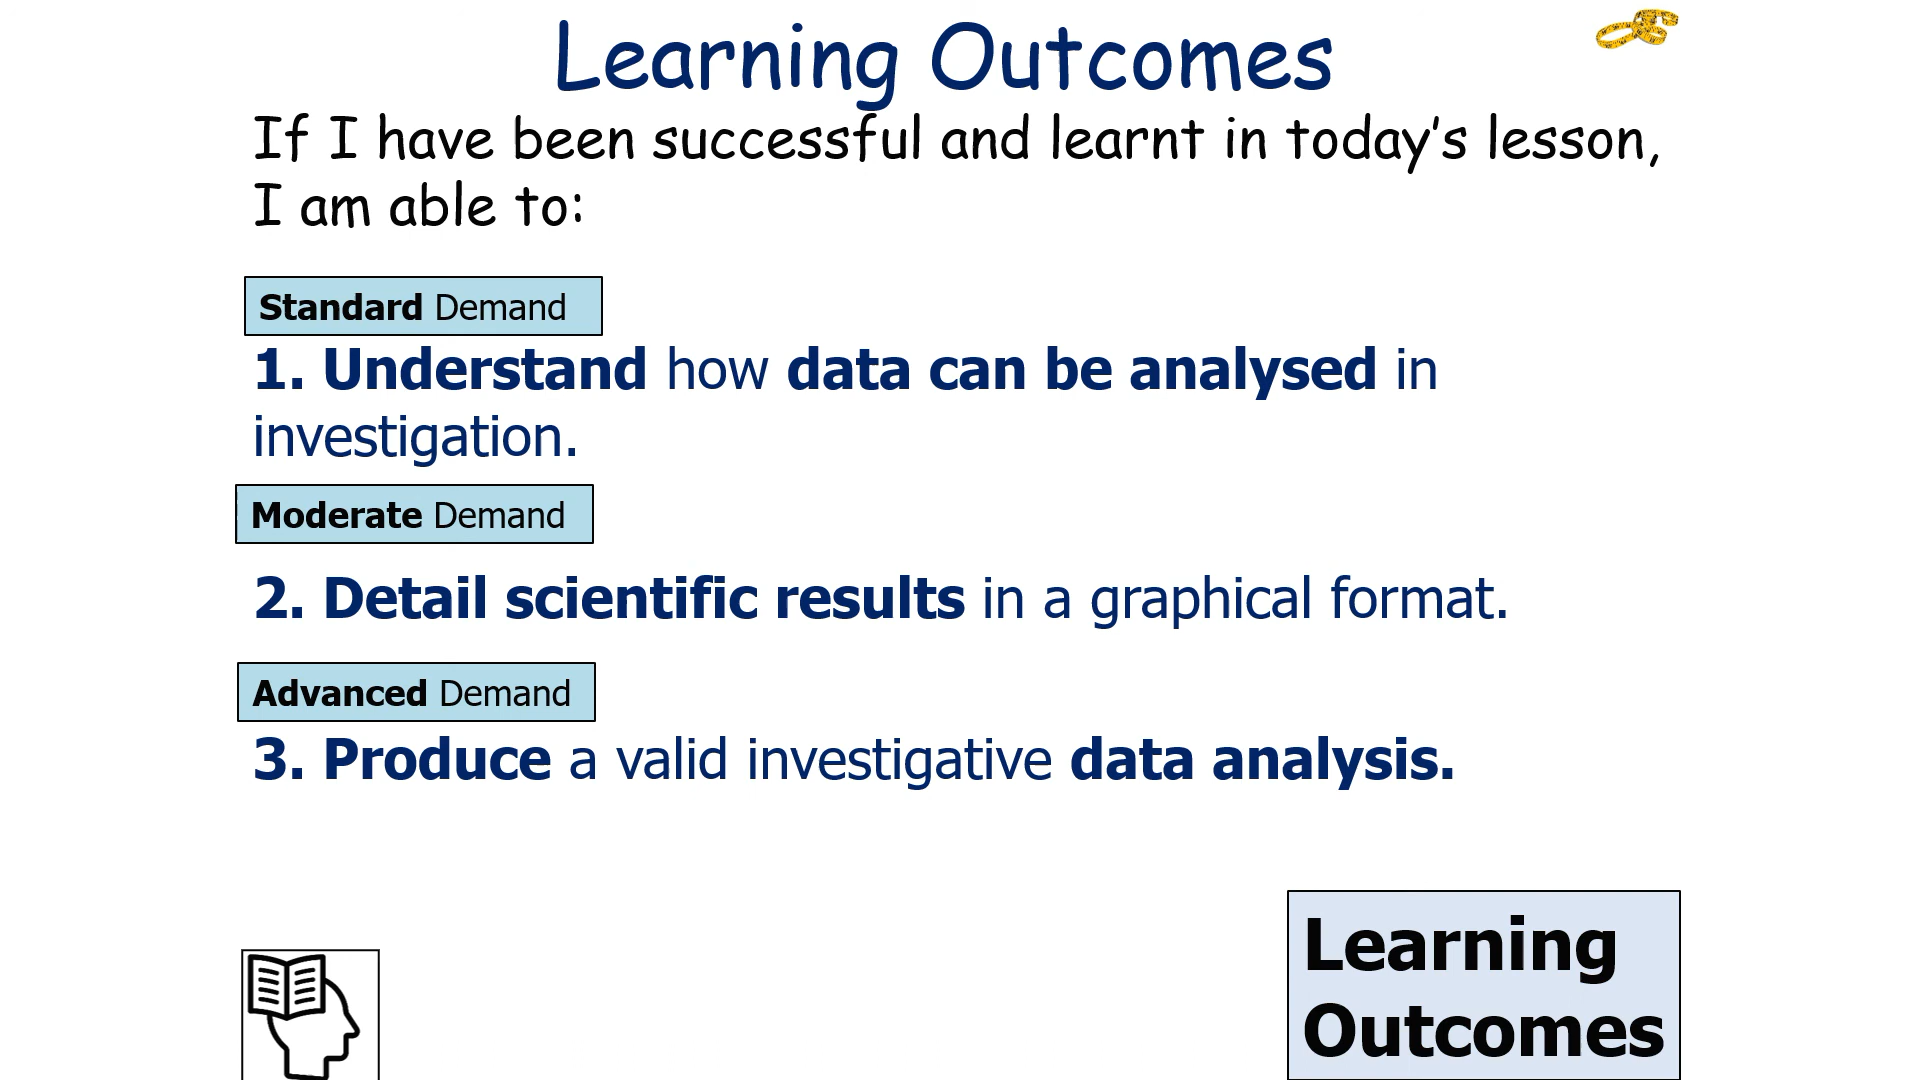 Learning Outcomes
If I have been successful and learnt in today’s lesson,
I am able to:
Standard Demand
1. Understand how data can be analysed in
investigation.
Moderate Demand
2. Detail scientific results in a graphical format.
Advanced Demand
3. Produce a valid investigative data analysis.
Learning
Outcomes